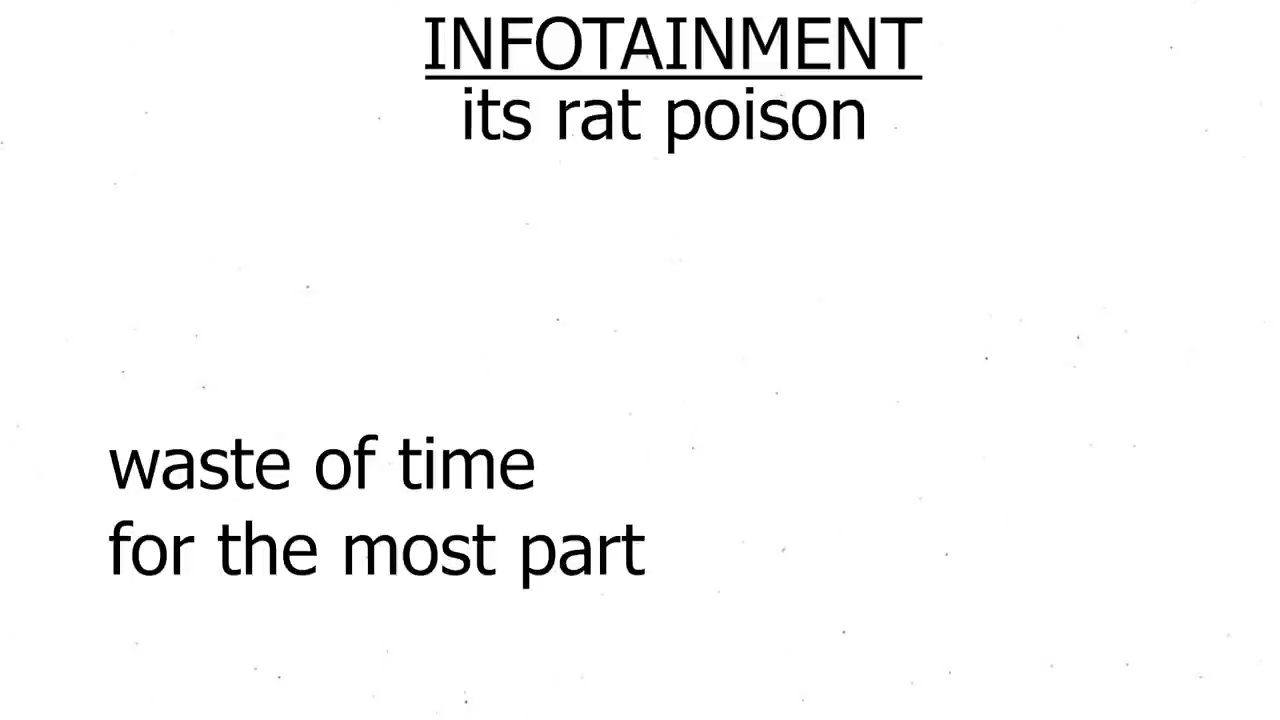 INFOTAINMENT
its rat poison
waste of time
for the most part